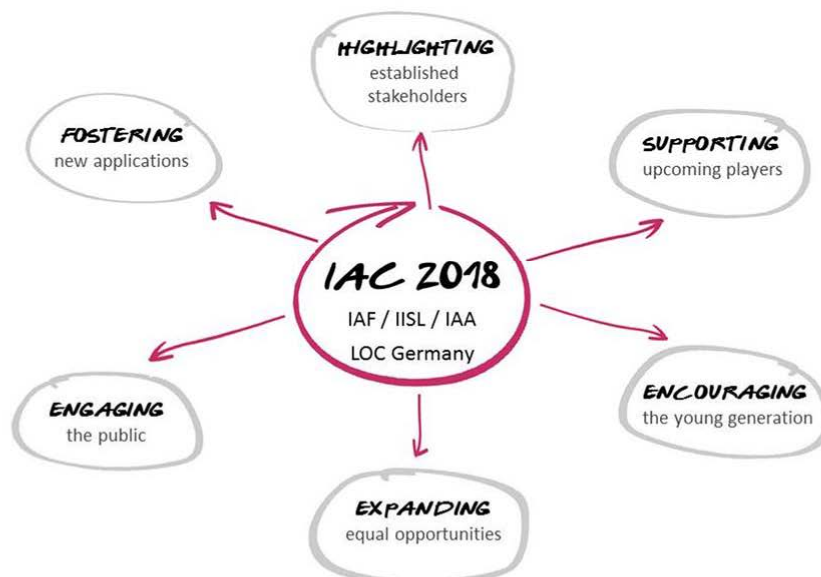 HIGHLIGHTING
established
stakeholders
FOSTERING
new applications
SUPPORTING
upcoming players
IAC 2018
IAF / IISL / IAA
LOC Germany
ENGAGING
the public
ENCOURAGING
the young generation
EXPANDING
equal opportunities